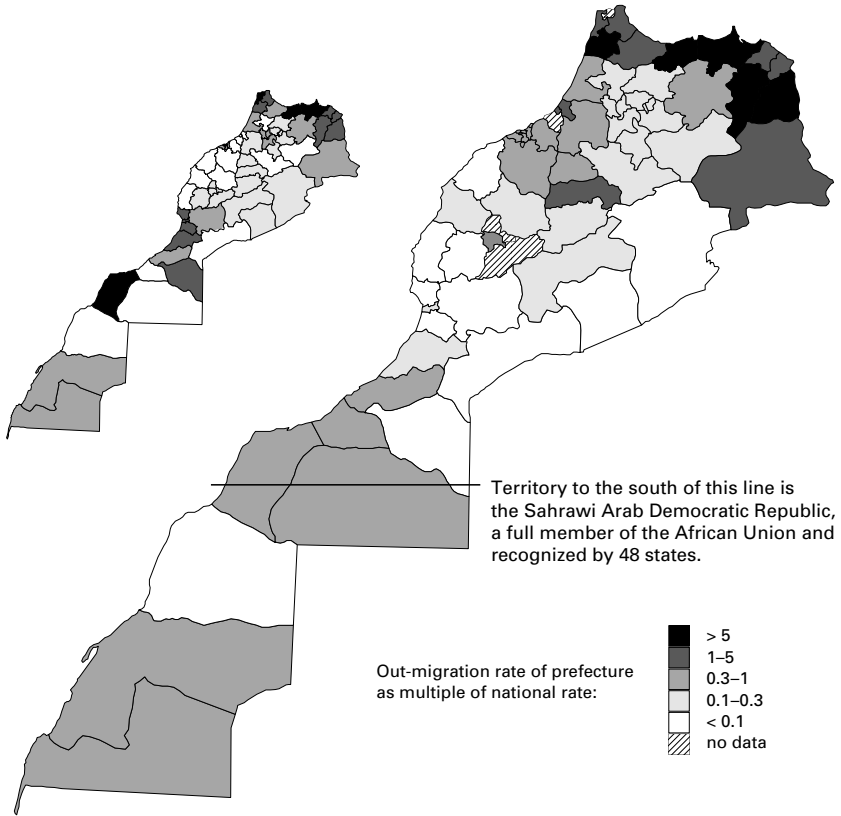 Territory to the south of this line is
the Sahrawi Arab Democratic Republic,
a full member of the African Union and
recognized by 48 states.
Out-migration rate of prefecture
as multiple of national rate:
> 5
1–5
0.3–1
0.1–0.3
< 0.1
no data